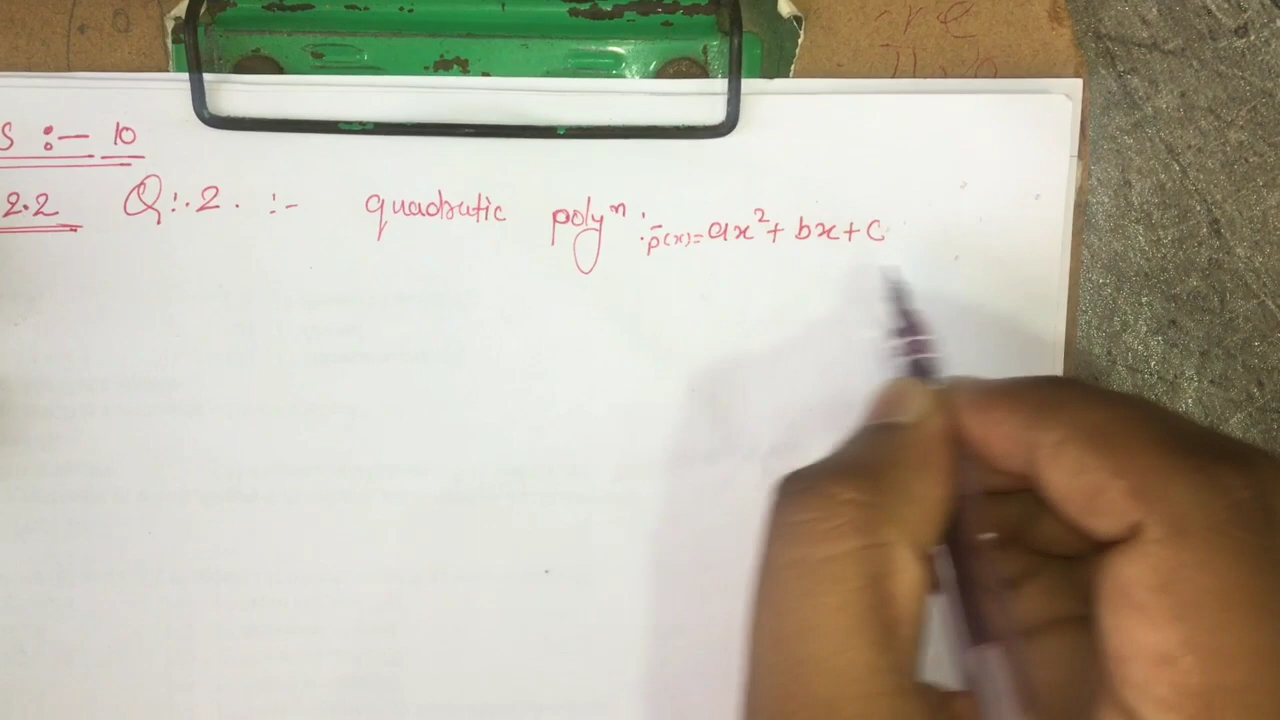 S :- 10
2.2 Q:.2. :- quadratic polyⁿ :- p(x)= ax²+ bx+c